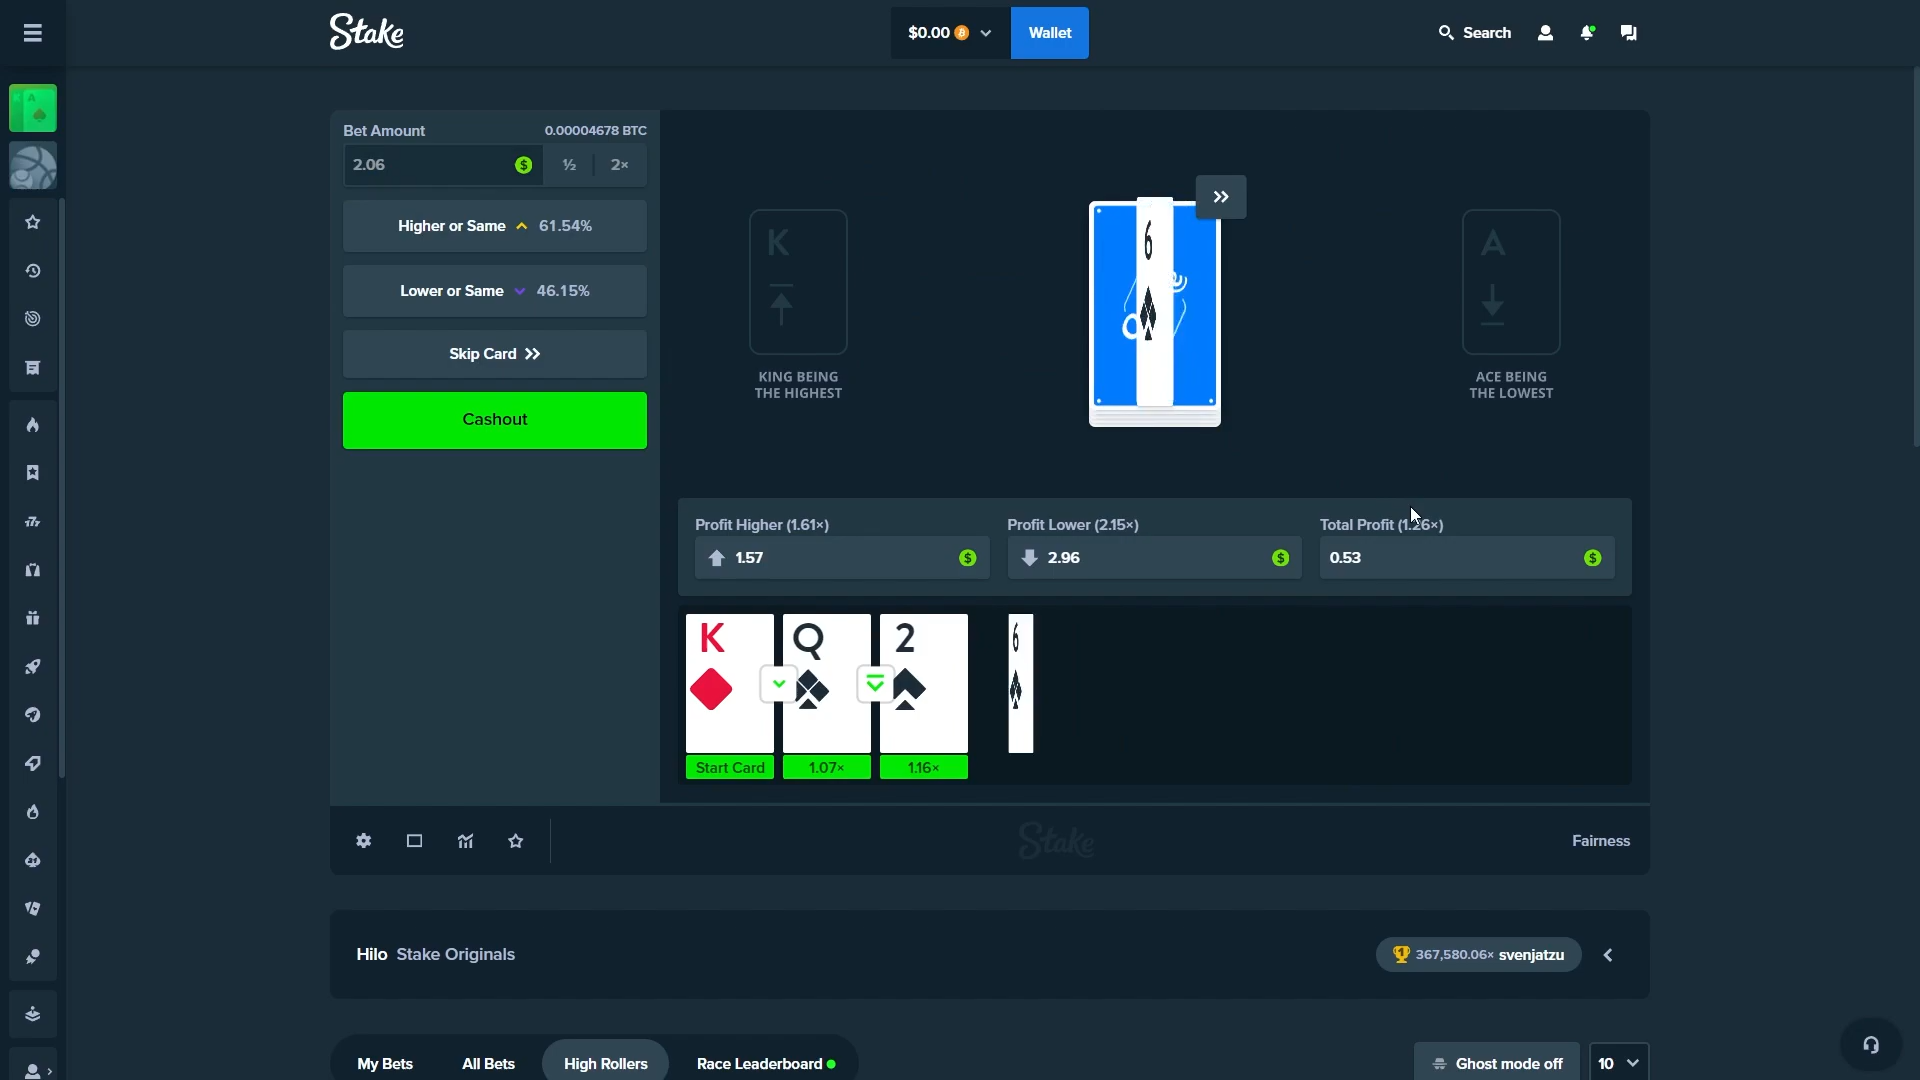 Stake
$0.00
Wallet
Search
Bet Amount
0.00004678 BTC
2.06
½
2×
Higher or Same 61.54%
Lower or Same 46.15%
Skip Card
Cashout
K
KING BEING
THE HIGHEST
6
A
ACE BEING
THE LOWEST
Profit Higher (1.61×)
1.57
Profit Lower (2.15×)
2.96
Total Profit (1.26×)
0.53
K
Q
2
6
Start Card
1.07×
1.16×
Stake
Fairness
Hilo Stake Originals
367,580.06× svenjatzu
My Bets
All Bets
High Rollers
Race Leaderboard
Ghost mode off
10